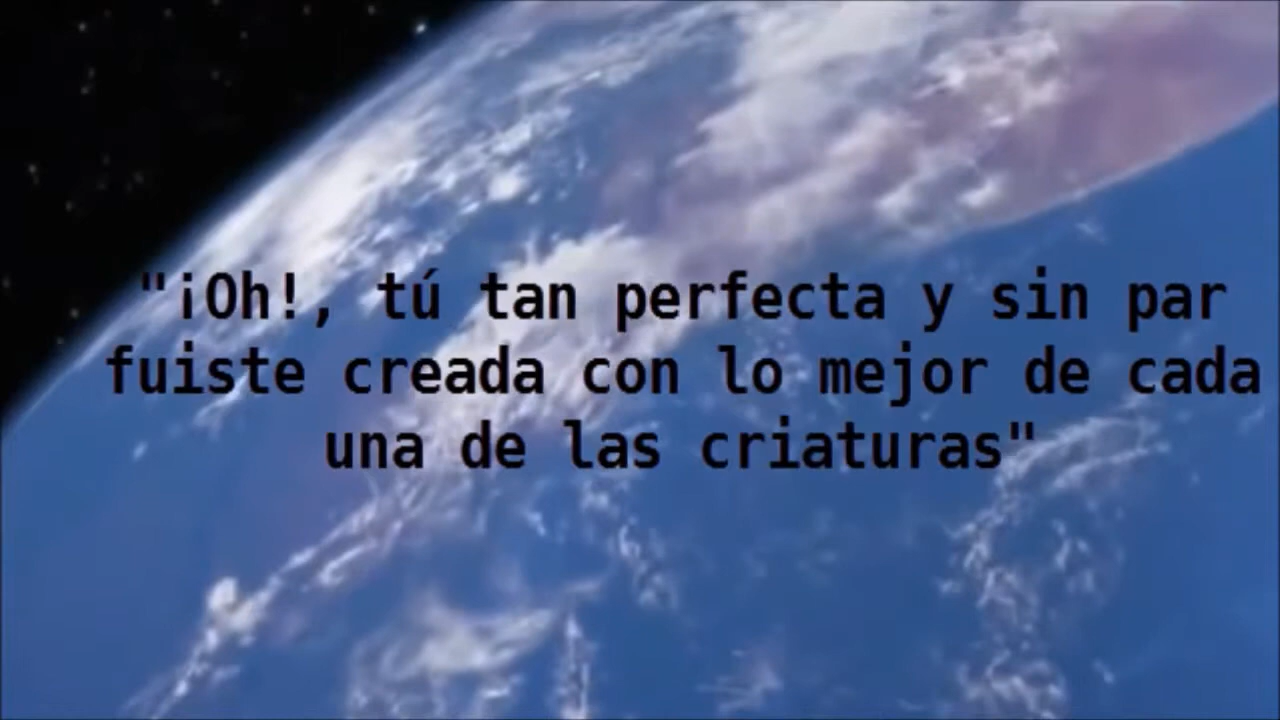 "¡Oh!, tú tan perfecta y sin par
fuiste creada con lo mejor de cada
una de las criaturas"